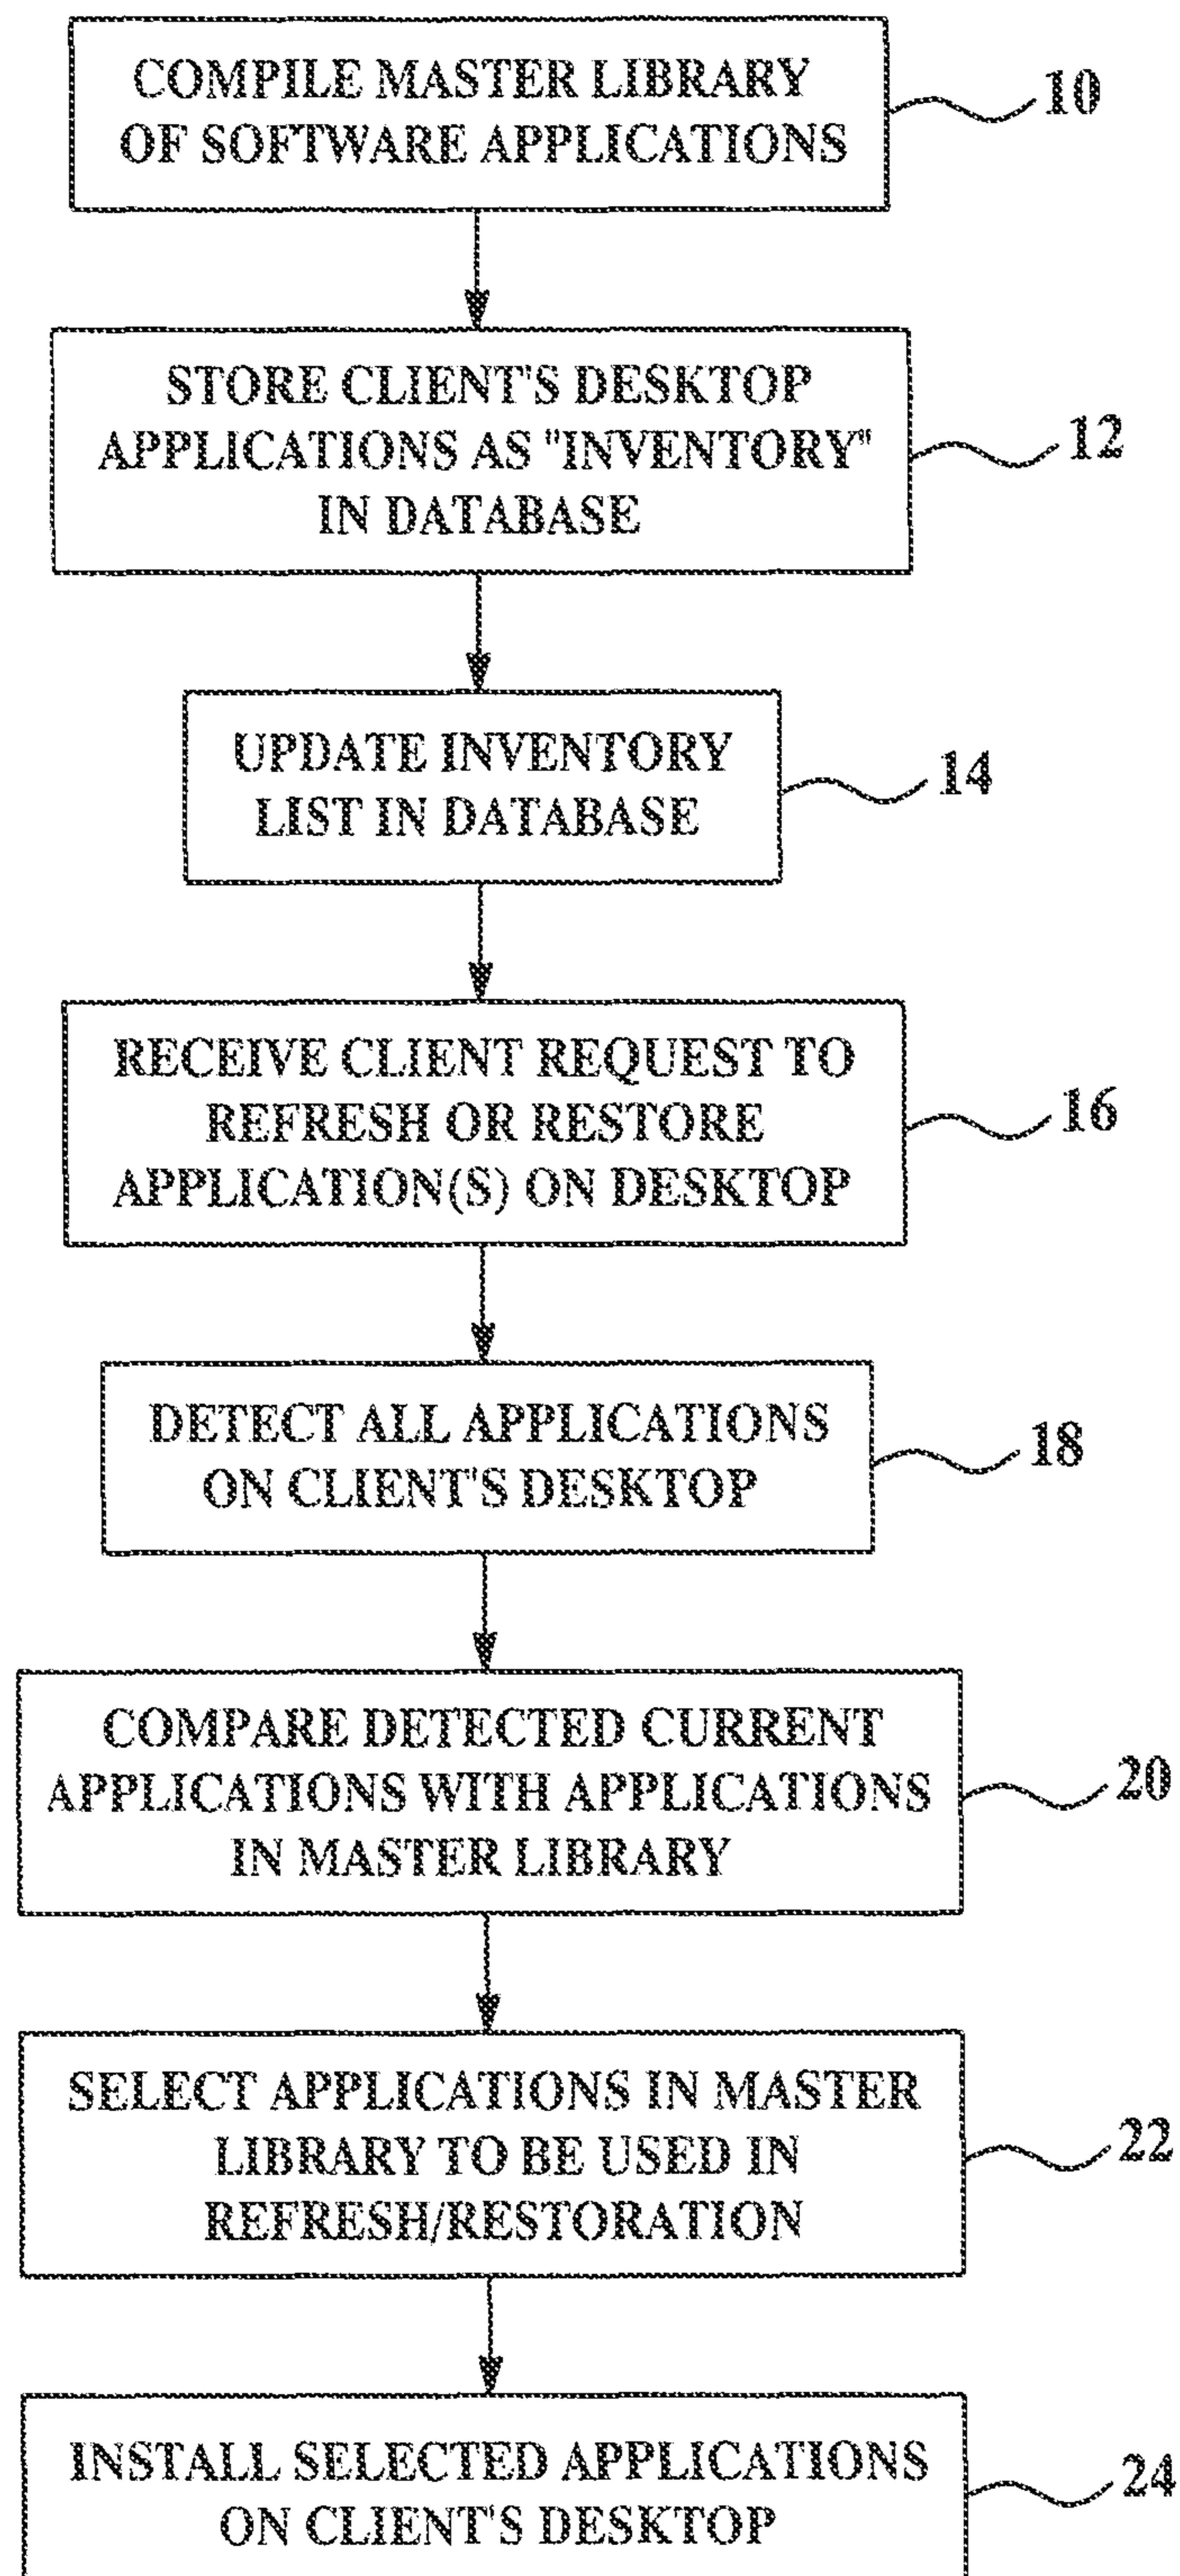 COMPILE MASTER LIBRARY
OF SOFTWARE APPLICATIONS
10
STORE CLIENT'S DESKTOP
APPLICATIONS AS "INVENTORY"
IN DATABASE
12
UPDATE INVENTORY
LIST IN DATABASE
14
RECEIVE CLIENT REQUEST TO
REFRESH OR RESTORE
APPLICATION(S) ON DESKTOP
16
DETECT ALL APPLICATIONS
ON CLIENT'S DESKTOP
18
COMPARE DETECTED CURRENT
APPLICATIONS WITH APPLICATIONS
IN MASTER LIBRARY
20
SELECT APPLICATIONS IN MASTER
LIBRARY TO BE USED IN
REFRESH/RESTORATION
22
INSTALL SELECTED APPLICATIONS
ON CLIENT'S DESKTOP
24